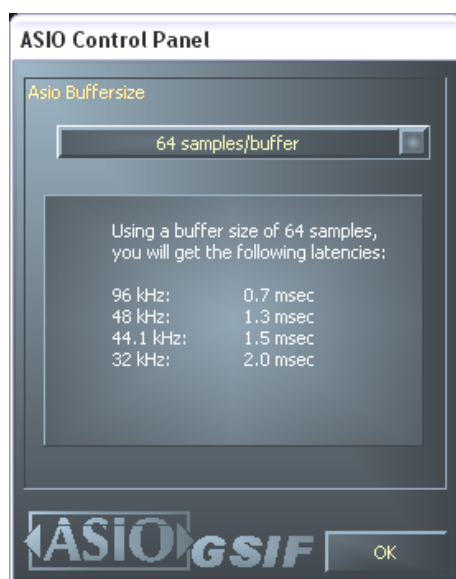 ASIO Control Panel
Asio Buffersize
64 samples/buffer
Using a buffer size of 64 samples,
you will get the following latencies:
96 kHz: 0.7 msec
48 kHz: 1.3 msec
44.1 kHz: 1.5 msec
32 kHz: 2.0 msec
ASiO GSIF OK